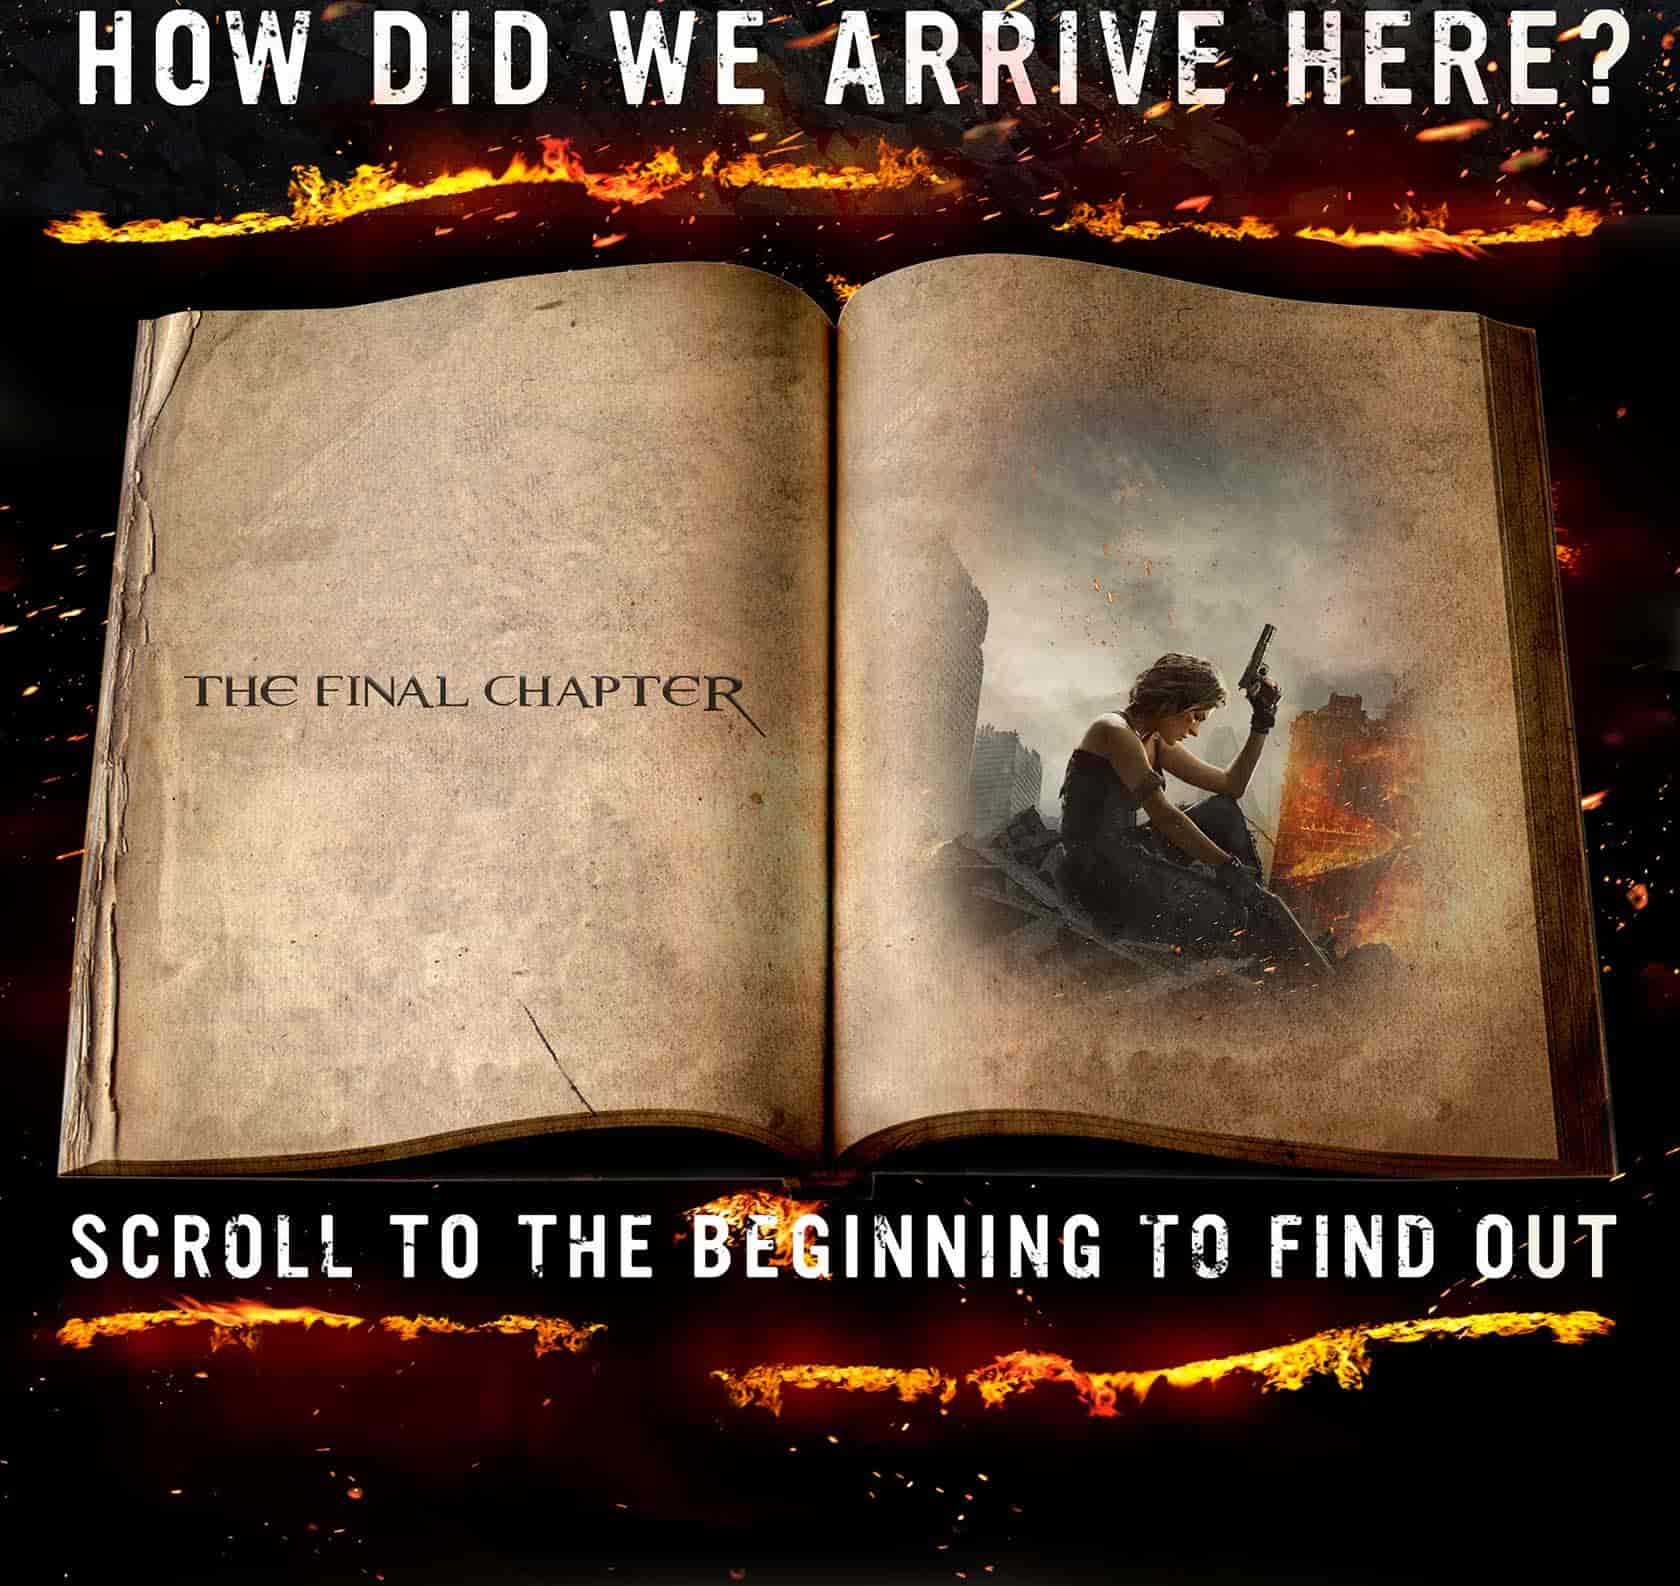 HOW DID WE ARRIVE HERE?
THE FINAL CHAPTER
SCROLL TO THE BEGINNING TO FIND OUT